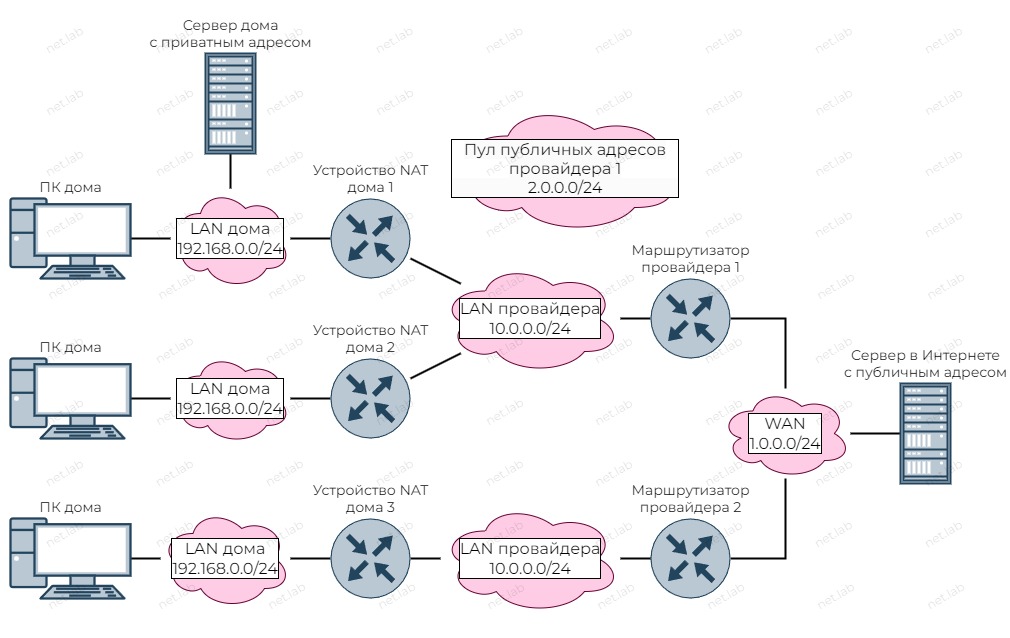 Сервер дома
с приватным адресом
Пул публичных адресов
провайдера 1
2.0.0.0/24
ПК дома
LAN дома
192.168.0.0/24
Устройство NAT
дома 1
LAN провайдера
10.0.0.0/24
Маршрутизатор
провайдера 1
ПК дома
LAN дома
192.168.0.0/24
Устройство NAT
дома 2
Сервер в Интернете
с публичным адресом
WAN
1.0.0.0/24
ПК дома
LAN дома
192.168.0.0/24
Устройство NAT
дома 3
LAN провайдера
10.0.0.0/24
Маршрутизатор
провайдера 2
net.lab